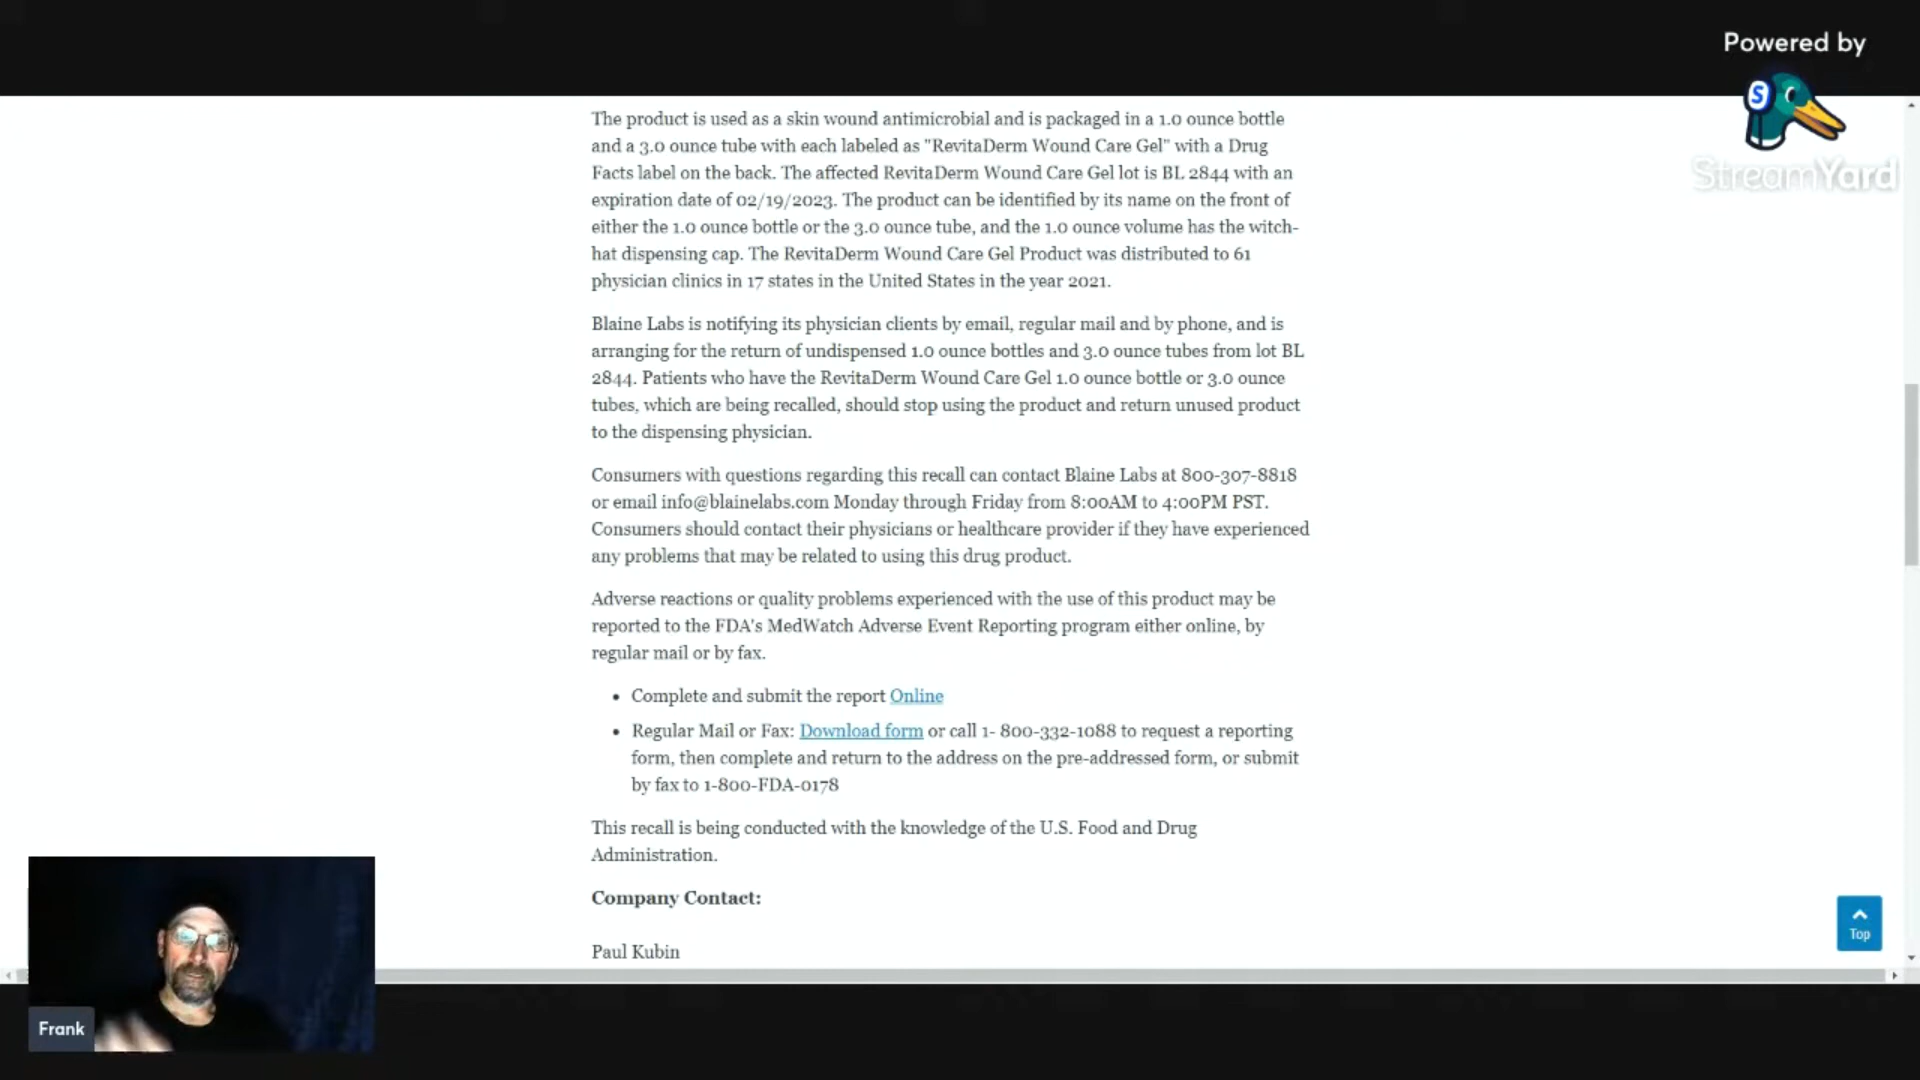 Powered by
StreamYard
The product is used as a skin wound antimicrobial and is packaged in a 1.0 ounce bottle
and a 3.0 ounce tube with each labeled as "RevitaDerm Wound Care Gel" with a Drug
Facts label on the back. The affected RevitaDerm Wound Care Gel lot is BL 2844 with an
expiration date of 02/19/2023. The product can be identified by its name on the front of
either the 1.0 ounce bottle or the 3.0 ounce tube, and the 1.0 ounce volume has the witch-
hat dispensing cap. The RevitaDerm Wound Care Gel Product was distributed to 61
physician clinics in 17 states in the United States in the year 2021.
Blaine Labs is notifying its physician clients by email, regular mail and by phone, and is
arranging for the return of undispensed 1.0 ounce bottles and 3.0 ounce tubes from lot BL
2844. Patients who have the RevitaDerm Wound Care Gel 1.0 ounce bottle or 3.0 ounce
tubes, which are being recalled, should stop using the product and return unused product
to the dispensing physician.
Consumers with questions regarding this recall can contact Blaine Labs at 800-307-8818
or email info@blainelabs.com Monday through Friday from 8:00AM to 4:00PM PST.
Consumers should contact their physicians or healthcare provider if they have experienced
any problems that may be related to using this drug product.
Adverse reactions or quality problems experienced with the use of this product may be
reported to the FDA's MedWatch Adverse Event Reporting program either online, by
regular mail or by fax.
• Complete and submit the report Online
• Regular Mail or Fax: Download form or call 1- 800-332-1088 to request a reporting
form, then complete and return to the address on the pre-addressed form, or submit
by fax to 1-800-FDA-0178
This recall is being conducted with the knowledge of the U.S. Food and Drug
Administration.
Company Contact:
Paul Kubin
Top
Frank